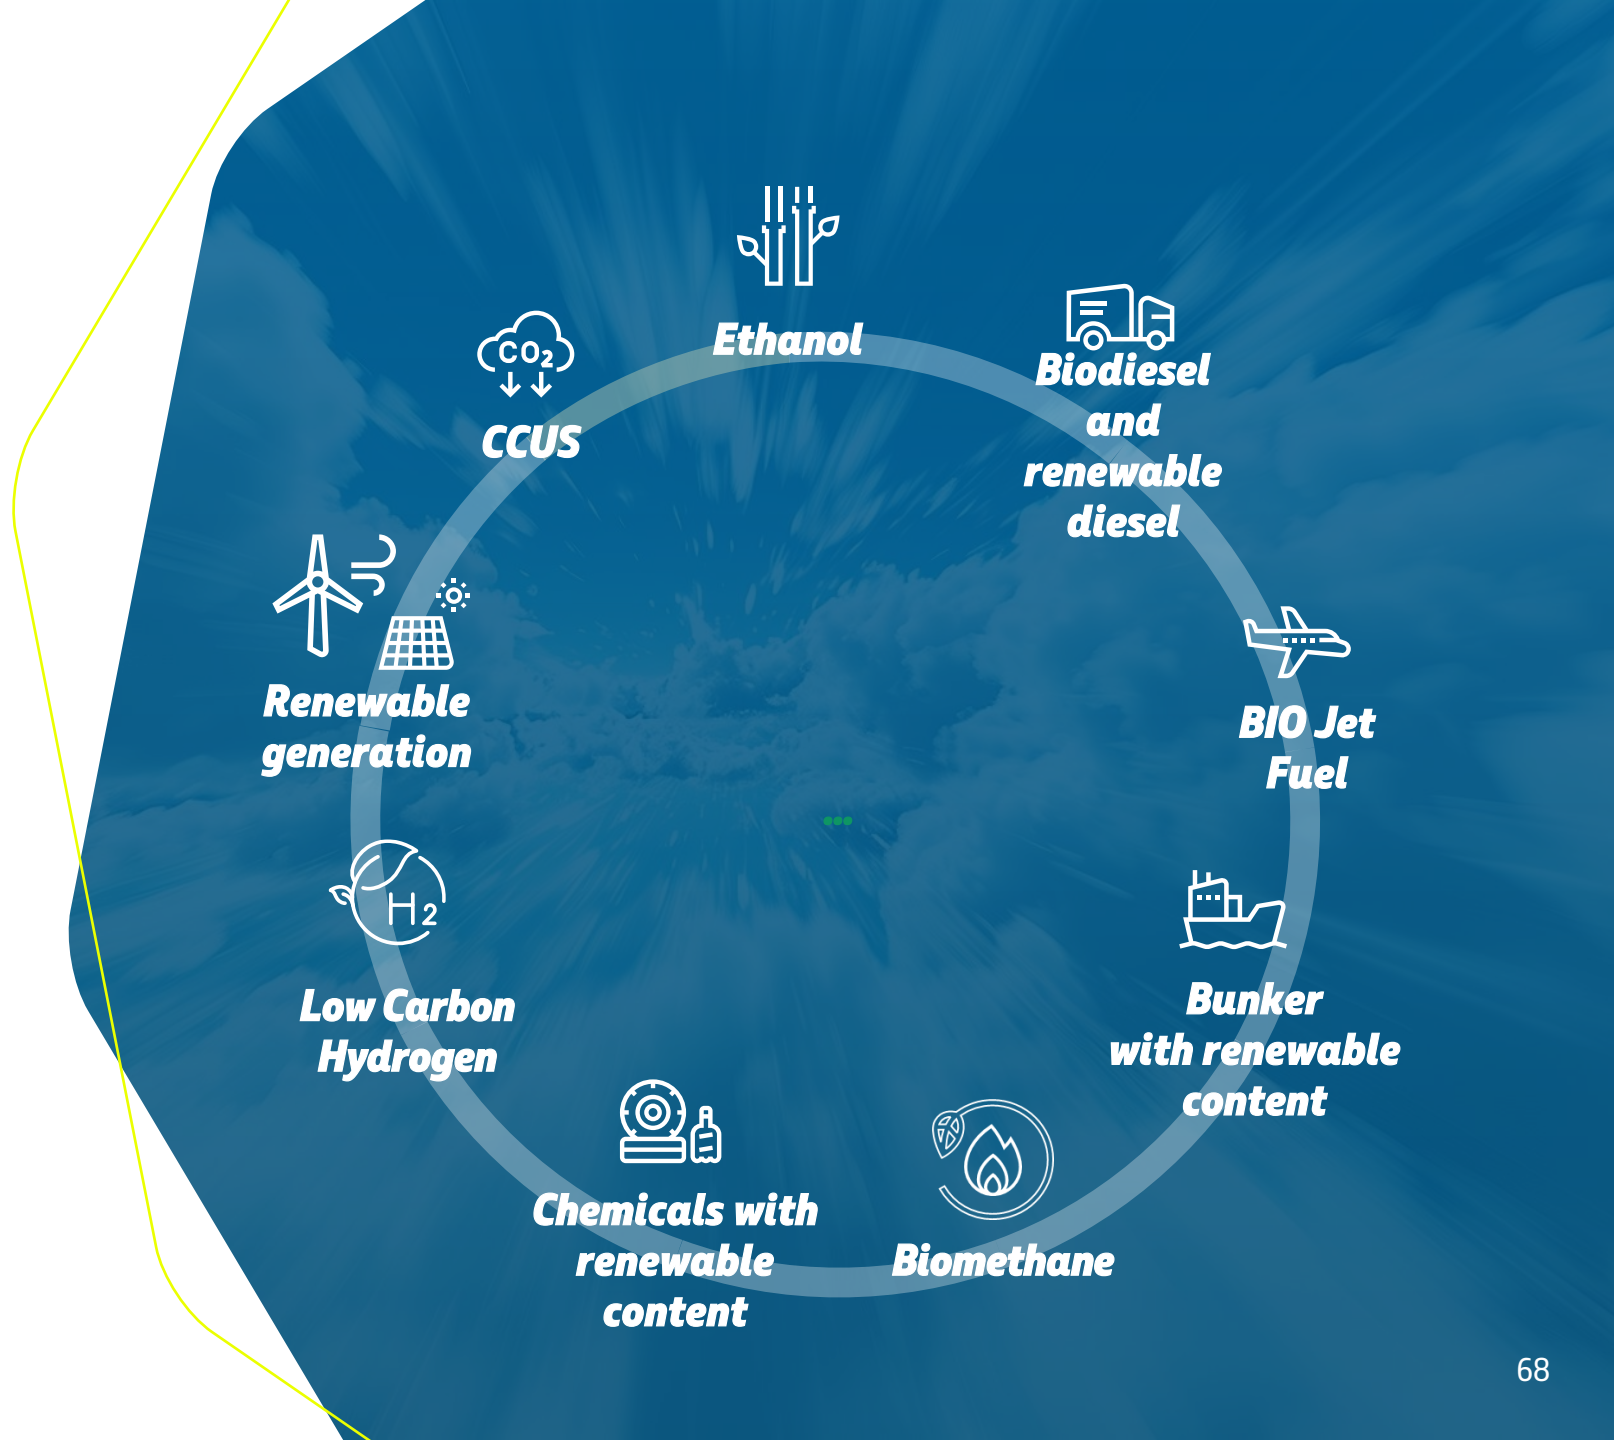 Ethanol
Biodiesel
and
renewable
diesel
BIO Jet
Fuel
Bunker
with renewable
content
Biomethane
Chemicals with
renewable
content
H2
Low Carbon
Hydrogen
Renewable
generation
CO2
CCUS
68